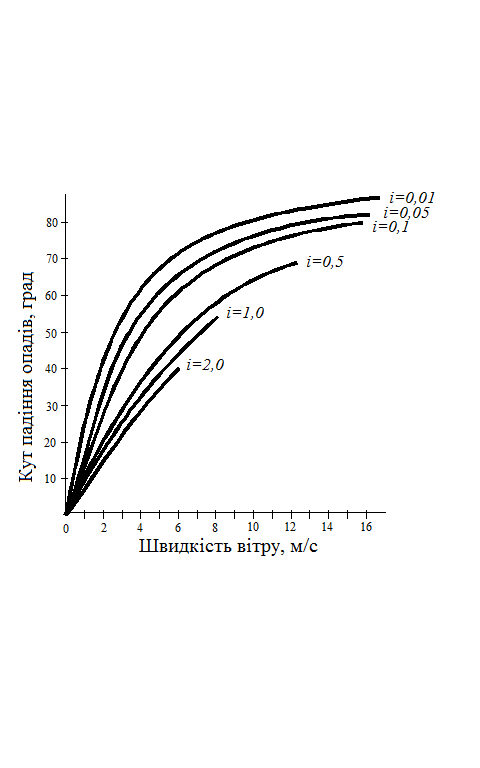 i=0,01
i=0,05
i=0,1
i=0,5
i=1,0
i=2,0
80
70
60
50
40
30
20
10
0 2 4 6 8 10 12 14 16
Кут падіння опадів, град
Швидкість вітру, м/с